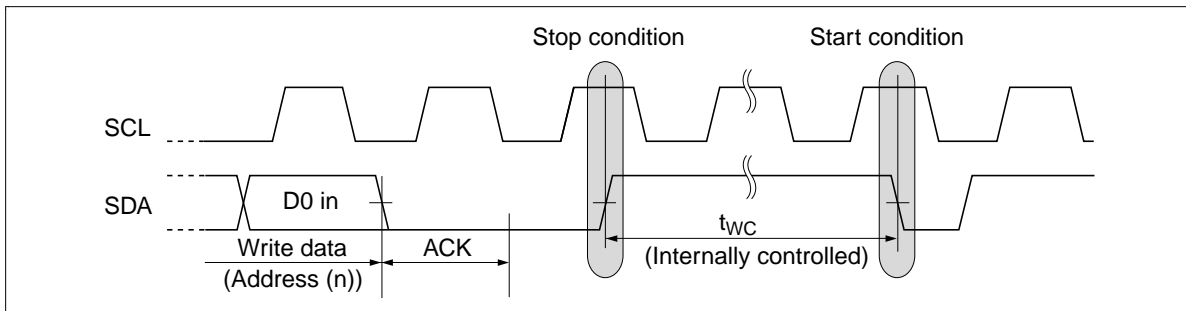 Stop condition
Start condition
SCL
SDA
D0 in
Write data
(Address (n))
ACK
tWC
(Internally controlled)